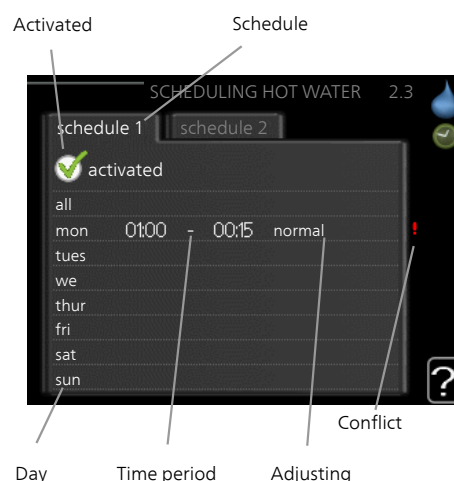 Activated Schedule
SCHEDULING HOT WATER 2.3
schedule 1 schedule 2
activated
all
mon 01:00 - 00:15 normal !
tues
we
thur
fri
sat
sun
?
Conflict
Day Time period Adjusting